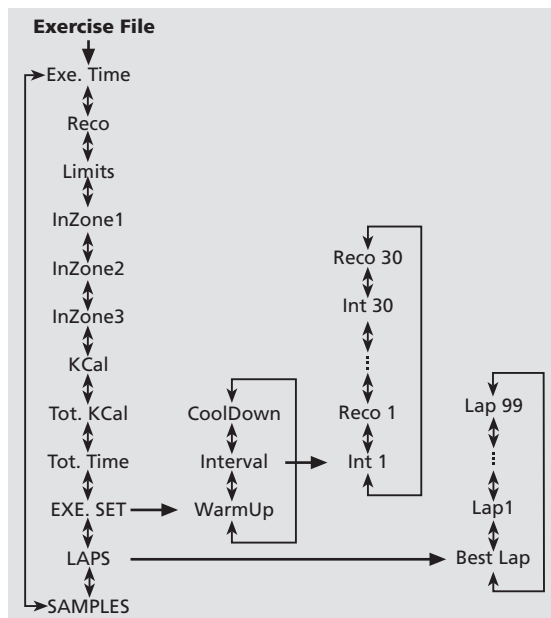 Exercise File
Exe. Time
Reco
Limits
InZone1
InZone2
InZone3
KCal
Tot. KCal
Tot. Time
EXE. SET
LAPS
SAMPLES
CoolDown
Interval
WarmUp
Reco 30
Int 30
Reco 1
Int 1
Lap 99
Lap1
Best Lap